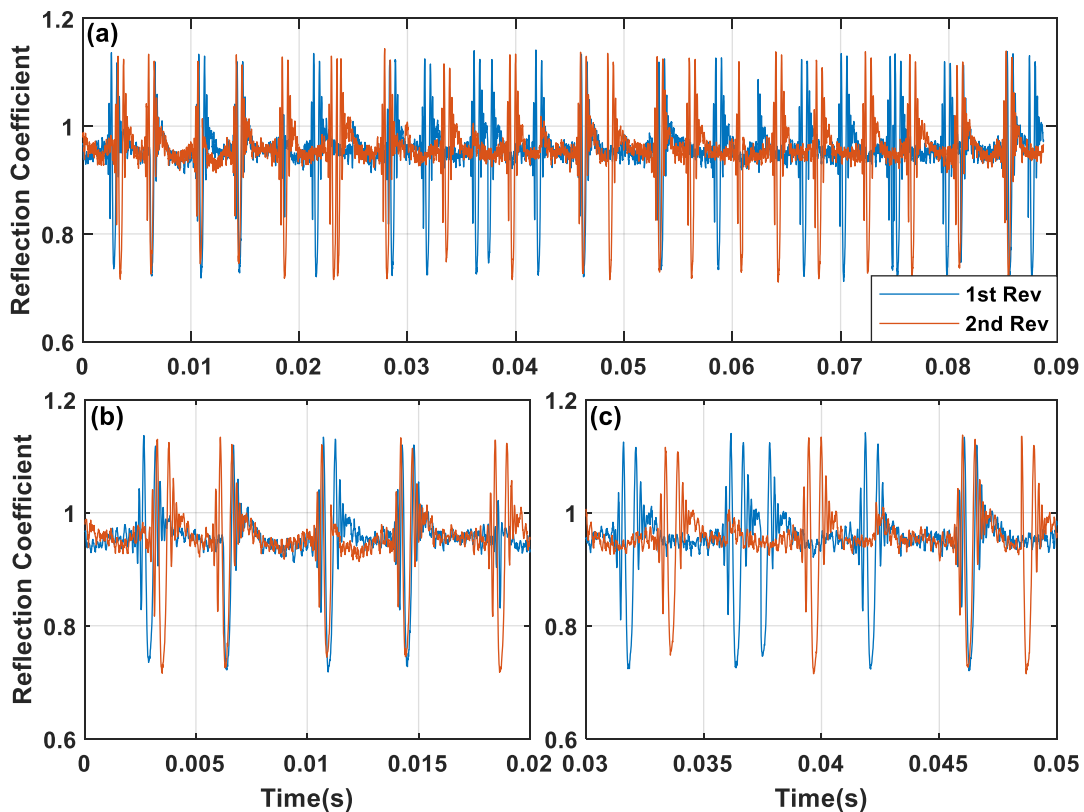 (a)
Reflection Coefficient
1.2
1
0.8
0.6
0 0.01 0.02 0.03 0.04 0.05 0.06 0.07 0.08 0.09
1st Rev
2nd Rev
(b)
Reflection Coefficient
1.2
1
0.8
0.6
0 0.005 0.01 0.015 0.02
Time(s)
(c)
1.2
1
0.8
0.6
0.03 0.035 0.04 0.045 0.05
Time(s)